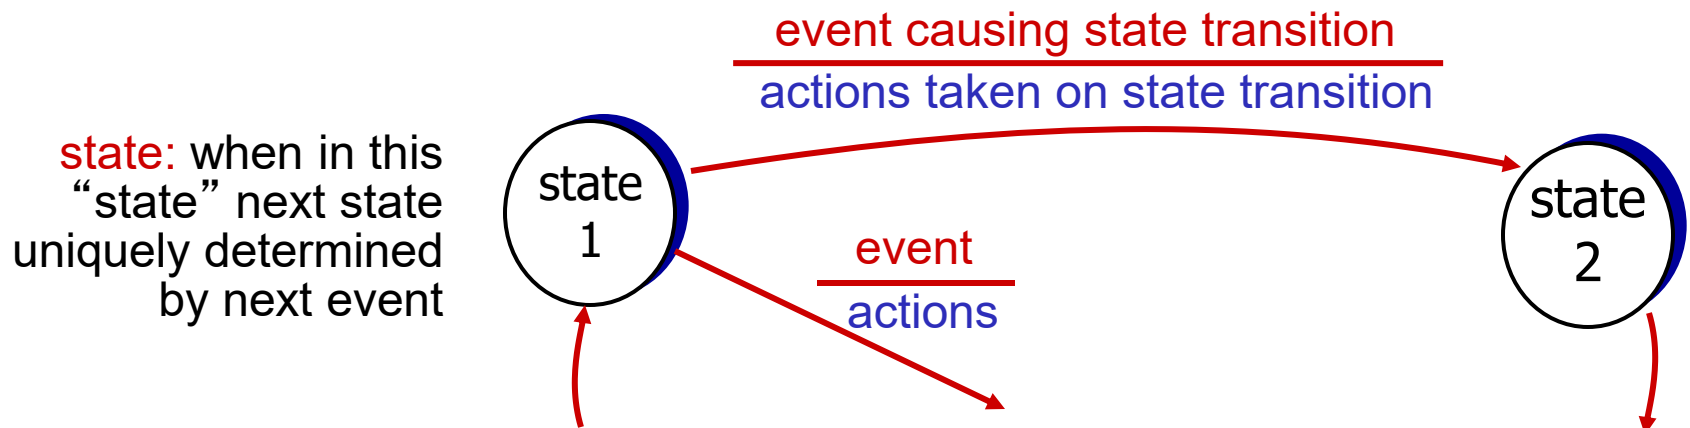 event causing state transition
actions taken on state transition
state: when in this
“state” next state
uniquely determined
by next event
state
1
event
actions
state
2